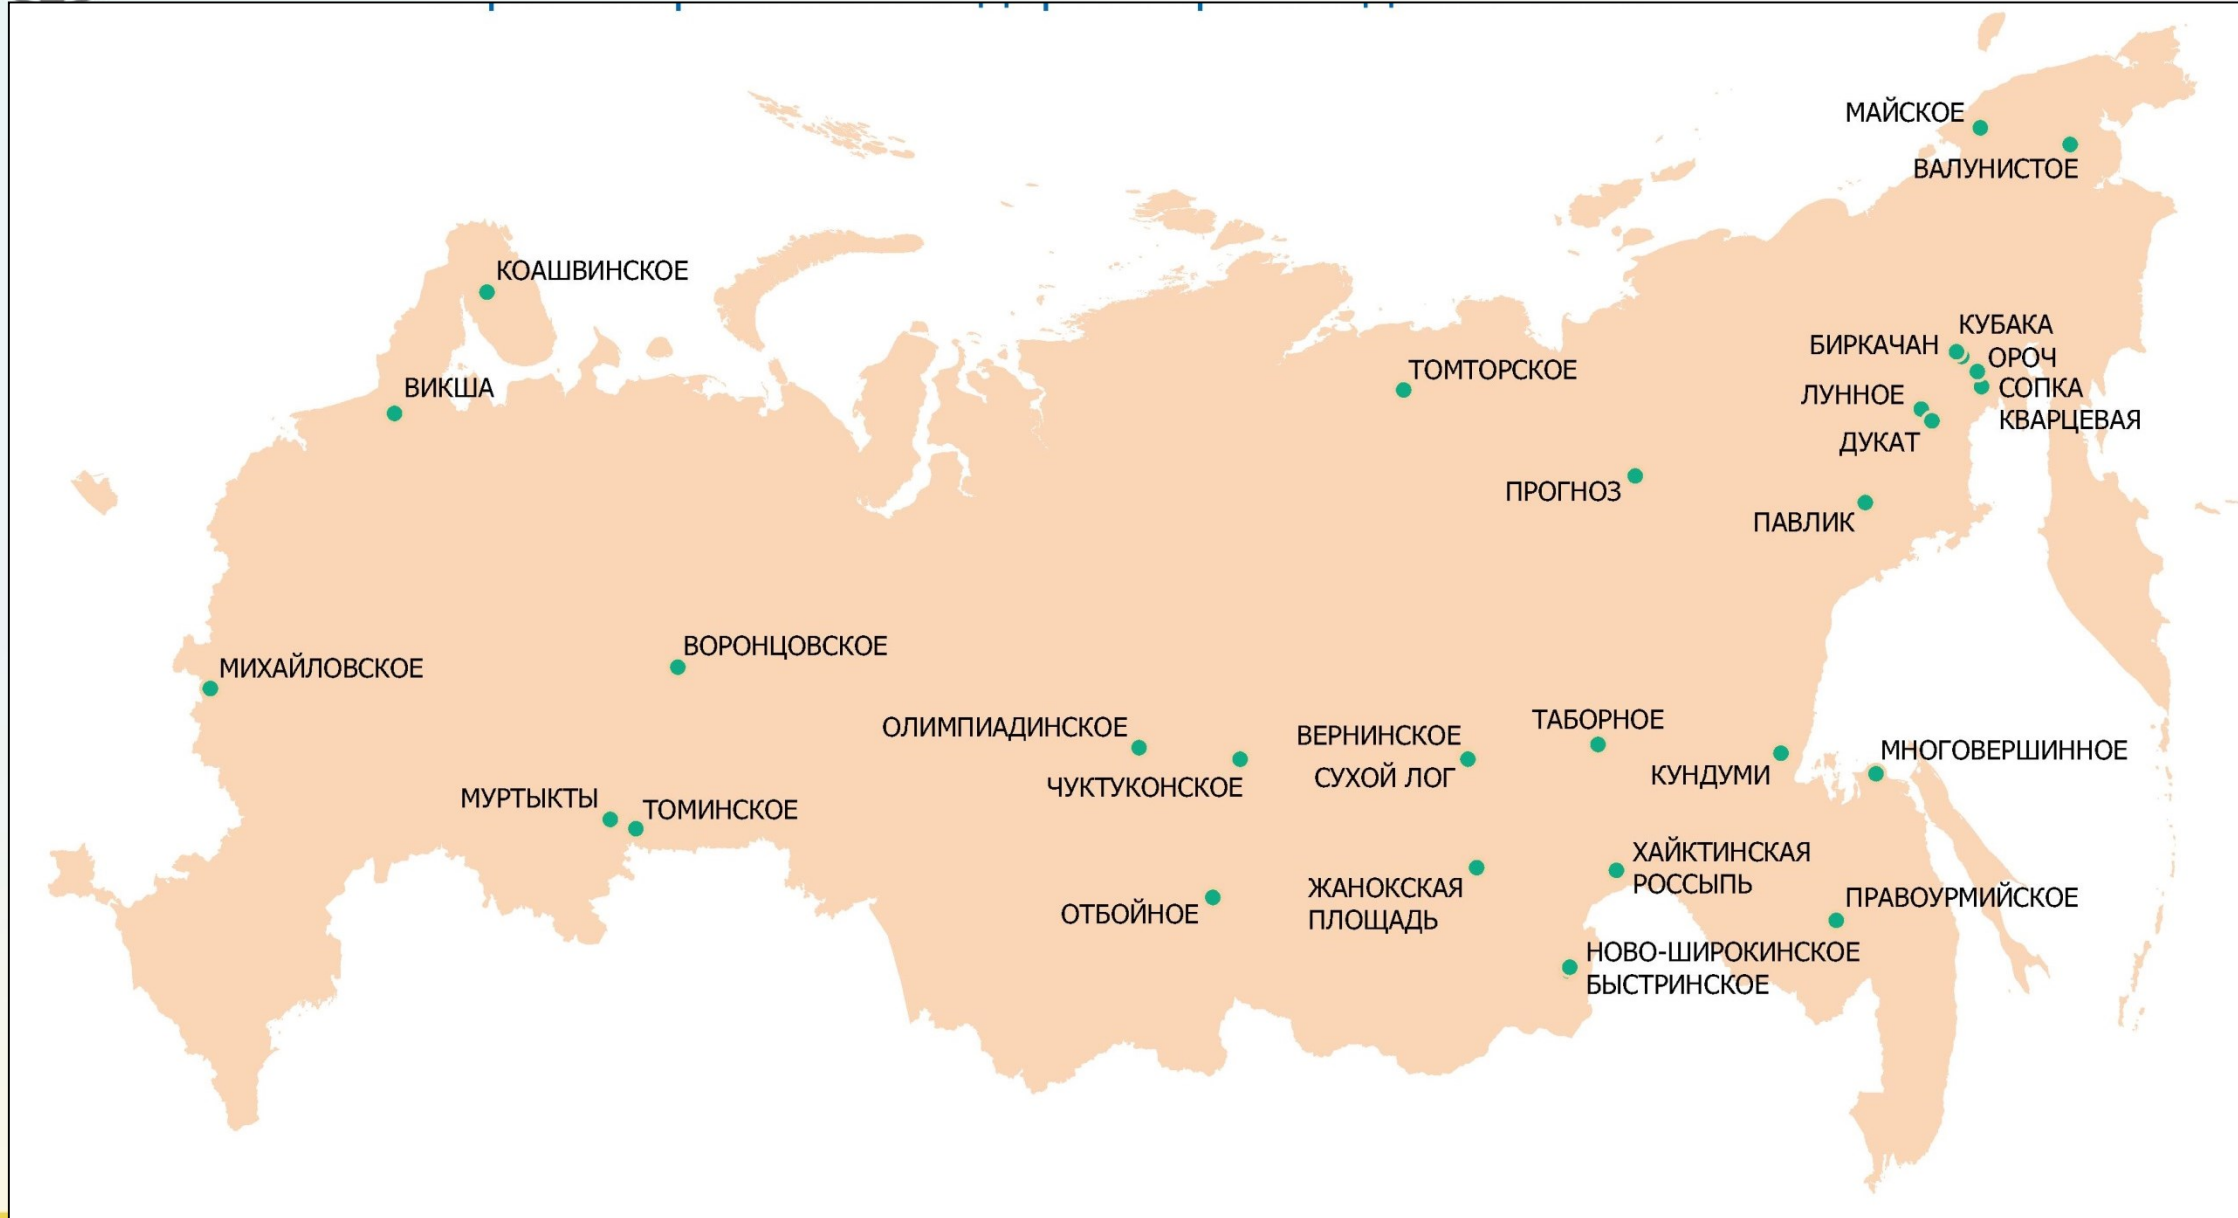 МАЙСКОЕ
ВАЛУНИСТОЕ
КОАШВИНСКОЕ
КУБАКА
БИРКАЧАН
ОРОЧ
ТОМТОРСКОЕ
ВИКША
СОПКА
КВАРЦЕВАЯ
ЛУННОЕ
ДУКАТ
ПРОГНОЗ
ПАВЛИК
ВОРОНЦОВСКОЕ
МИХАЙЛОВСКОЕ
ОЛИМПИАДИНСКОЕ
ВЕРНИНСКОЕ
СУХОЙ ЛОГ
ТАБОРНОЕ
МНОГОВЕРШИННОЕ
ЧУКТУКОНСКОЕ
КУНДУМИ
МУРТЫКТЫ
ТОМИНСКОЕ
ХАЙКТИНСКАЯ
РОССЫПЬ
ЖАНОКСКАЯ
ПЛОЩАДЬ
ПРАВОУРМИЙСКОЕ
ОТБОЙНОЕ
НОВО-ШИРОКИНСКОЕ
БЫСТРИНСКОЕ